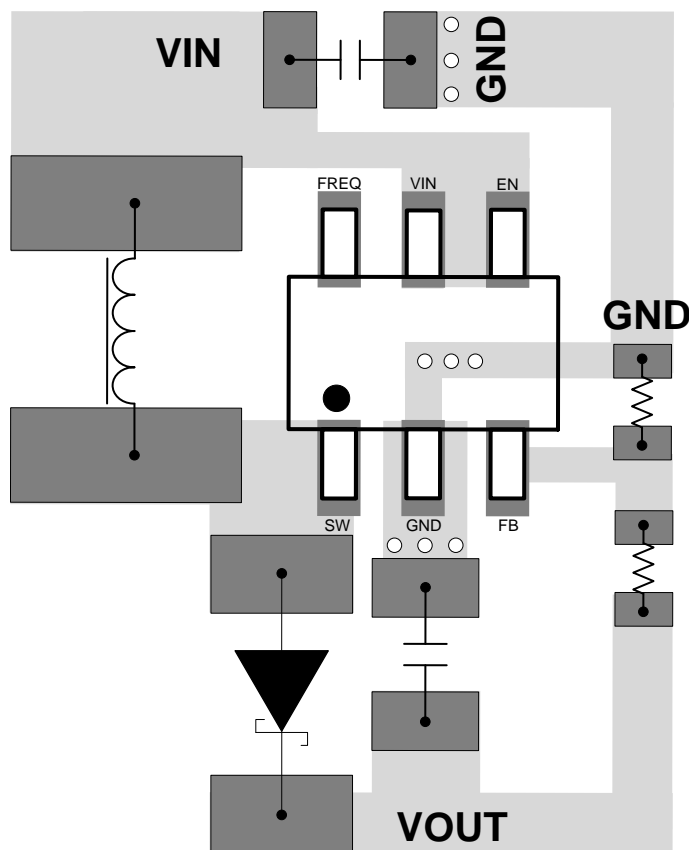 VIN
GND
FREQ
VIN
EN
GND
SW
GND
FB
VOUT